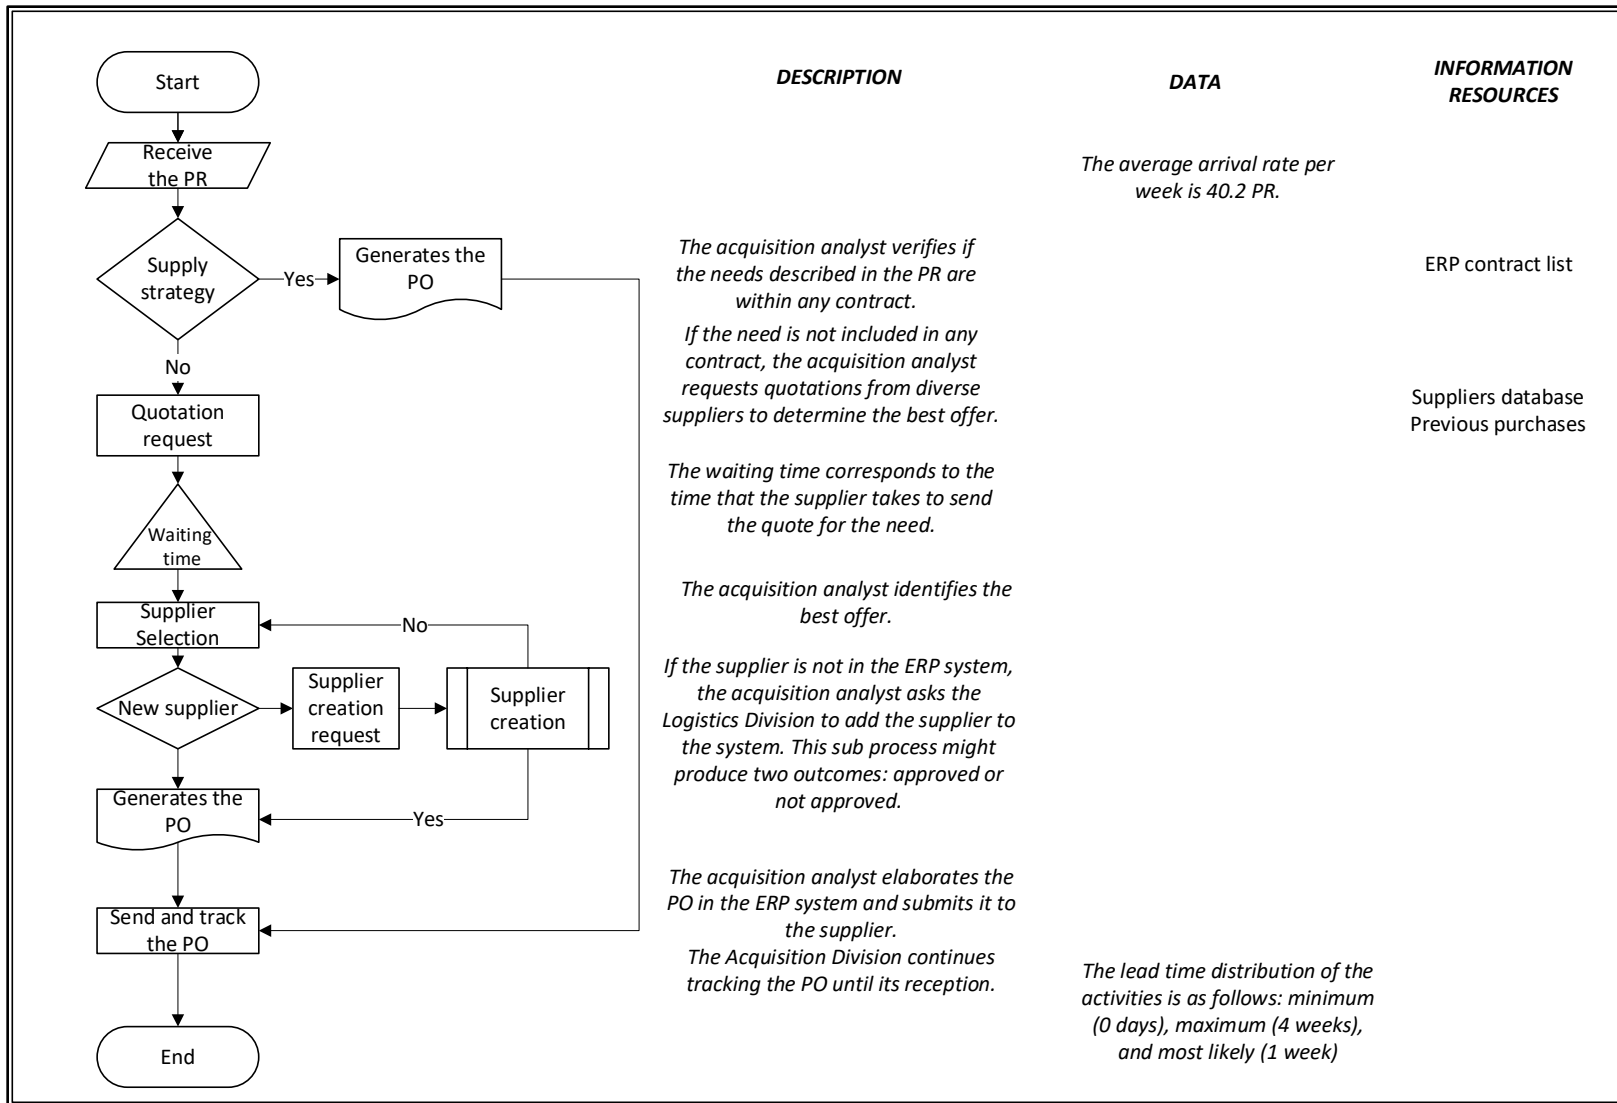 Start
DESCRIPTION
DATA
INFORMATION
RESOURCES
Receive
the PR
The average arrival rate per
week is 40.2 PR.
Supply
strategy
Yes
Generates the
PO
The acquisition analyst verifies if
the needs described in the PR are
within any contract.
ERP contract list
No
If the need is not included in any
contract, the acquisition analyst
requests quotations from diverse
suppliers to determine the best offer.
Quotation
request
Suppliers database
Previous purchases
Waiting
time
The waiting time corresponds to the
time that the supplier takes to send
the quote for the need.
Supplier
Selection
No
The acquisition analyst identifies the
best offer.
New supplier
Supplier
creation
request
Supplier
creation
If the supplier is not in the ERP system,
the acquisition analyst asks the
Logistics Division to add the supplier to
the system. This sub process might
produce two outcomes: approved or
not approved.
Generates the
PO
Yes
Send and track
the PO
The acquisition analyst elaborates the
PO in the ERP system and submits it to
the supplier.
The Acquisition Division continues
tracking the PO until its reception.
The lead time distribution of the
activities is as follows: minimum
(0 days), maximum (4 weeks),
and most likely (1 week)
End